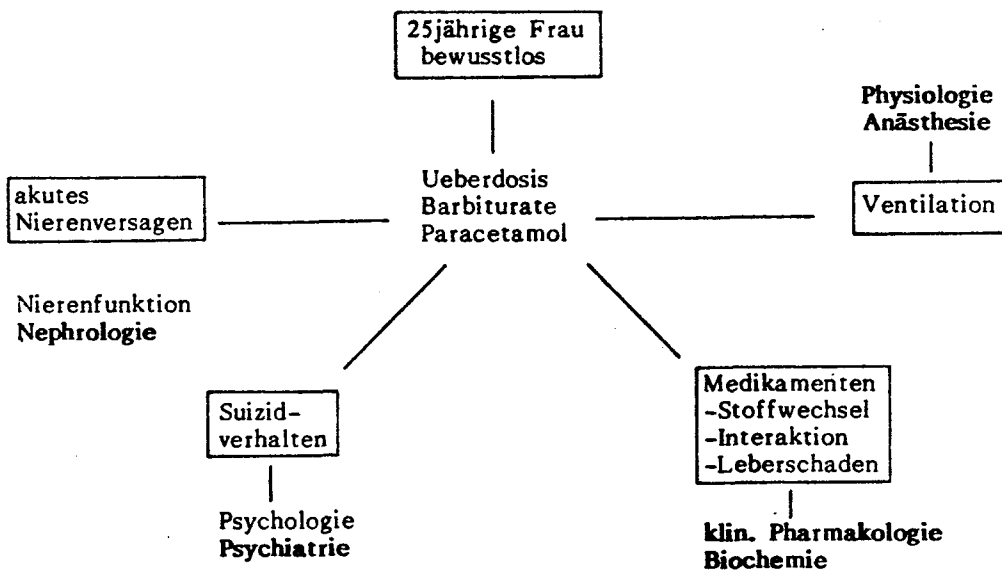 25jährige Frau
bewusstlos
Physiologie
Anästhesie
Ueberdosis
Barbiturate
Paracetamol
akutes
Nierenversagen
Ventilation
Nierenfunktion
Nephrologie
Suizid-
verhalten
Medikamenten
-Stoffwechsel
-Interaktion
-Leberschaden
Psychologie
Psychiatrie
klin. Pharmakologie
Biochemie